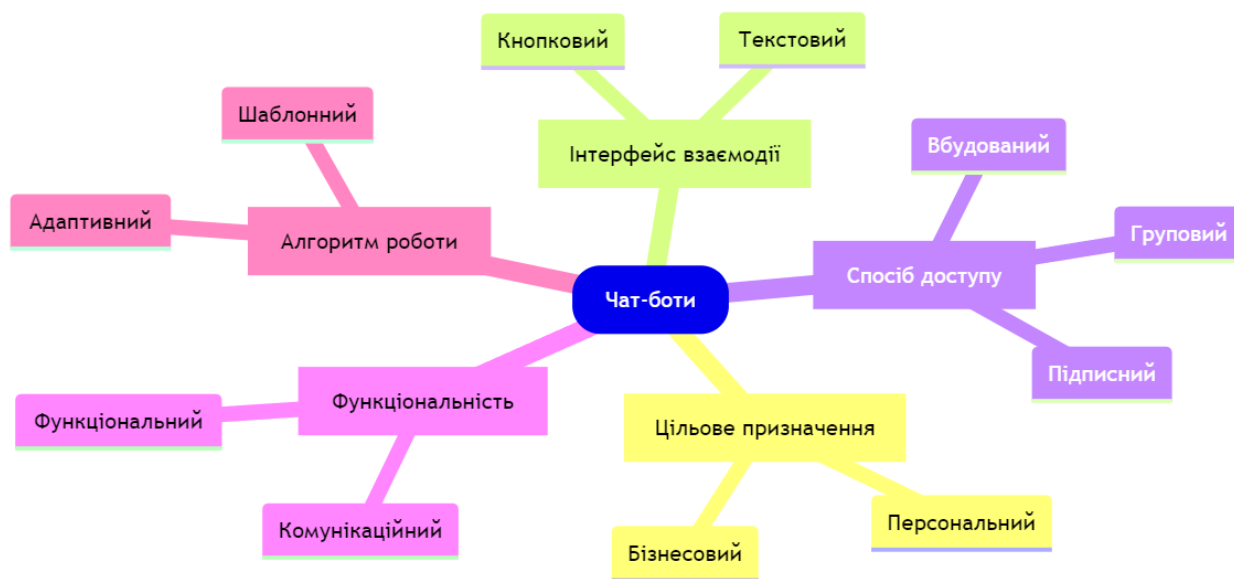 Кнопковий
Текстовий
Шаблонний
Інтерфейс взаємодії
Вбудований
Адаптивний
Алгоритм роботи
Груповий
Спосіб доступу
Чат-боти
Підписний
Функціональність
Функціональний
Цільове призначення
Комунікаційний
Персональний
Бізнесовий